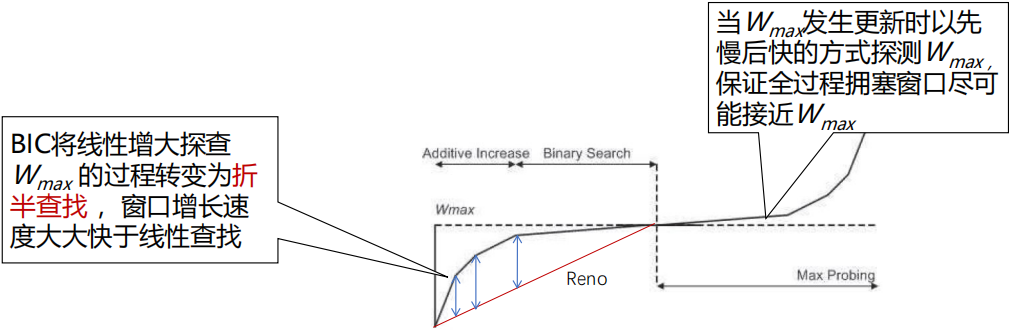 当Wmax发生更新时以先
慢后快的方式探测Wmax,
保证全过程拥塞窗口尽可
能接近Wmax
BIC将线性增大探查
Wmax 的过程转变为折
半查找，窗口增长速
度大大快于线性查找
Additive Increase
Binary Search
Wmax
Reno
Max Probing